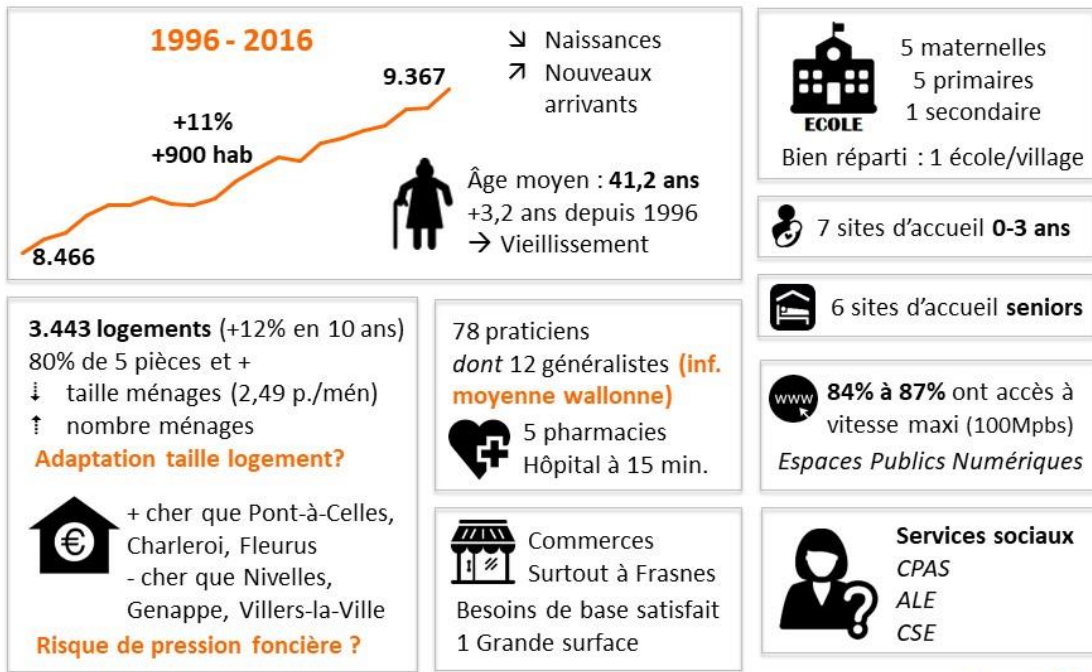 1996 - 2016
↘ Naissances
↗ Nouveaux
arrivants
9.367
+11%
+900 hab
8.466
Âge moyen : 41,2 ans
+3,2 ans depuis 1996
→ Vieillissement
ECOLE
5 maternelles
5 primaires
1 secondaire
Bien réparti : 1 école/village
7 sites d’accueil 0-3 ans
6 sites d’accueil seniors
3.443 logements (+12% en 10 ans)
80% de 5 pièces et +
↓ taille ménages (2,49 p./mén)
↑ nombre ménages
Adaptation taille logement?
€
+ cher que Pont-à-Celles,
Charleroi, Fleurus
- cher que Nivelles,
Genappe, Villers-la-Ville
Risque de pression foncière ?
78 praticiens
dont 12 généralistes (inf.
moyenne wallonne)
5 pharmacies
Hôpital à 15 min.
Commerces
Surtout à Frasnes
Besoins de base satisfait
1 Grande surface
www
84% à 87% ont accès à
vitesse maxi (100Mpbs)
Espaces Publics Numériques
?
Services sociaux
CPAS
ALE
CSE